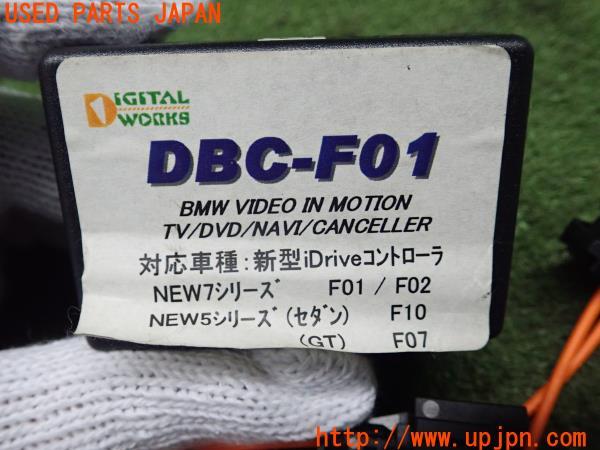 USED PARTS JAPAN
DIGITAL
WORKS
DBC-F01
BMW VIDEO IN MOTION
TV/DVD/NAVI/CANCELLER
対応車種:新型iDriveコントローラ
NEW7シリーズ F01 / F02
NEW5シリーズ(セダン) F10
(GT) F07
http://www.upjpn.com